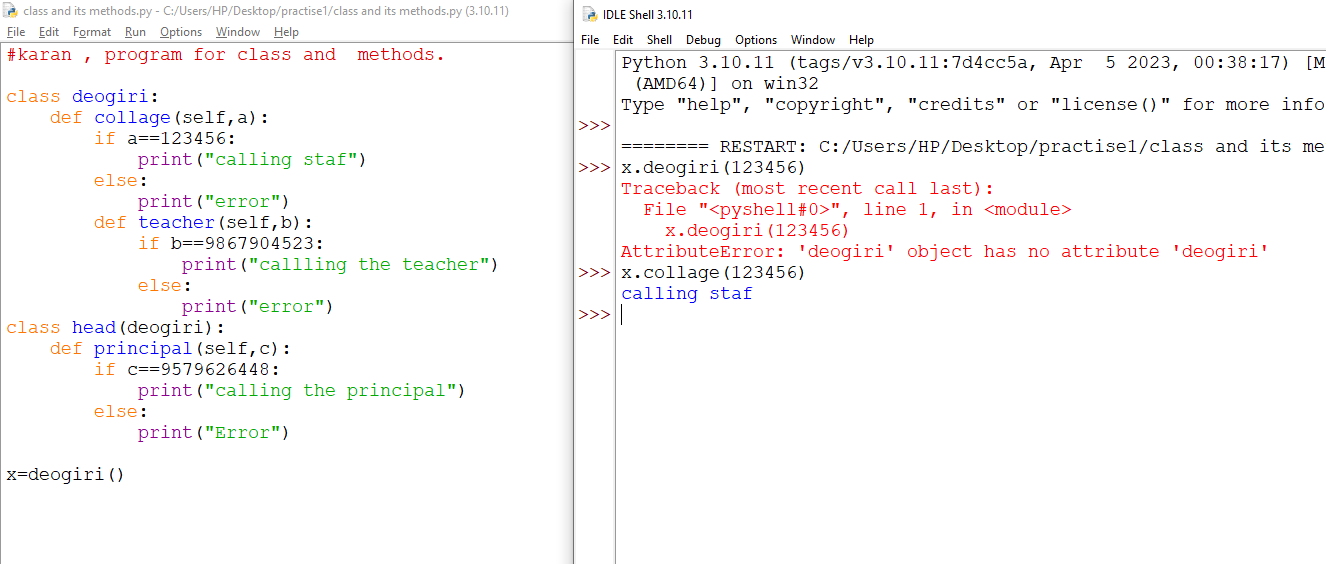 class and its methods.py - C:/Users/HP/Desktop/practise1/class and its methods.py (3.10.11)
File Edit Format Run Options Window Help
#karan , program for class and  methods.

class deogiri:
    def collage(self,a):
        if a==123456:
            print("calling staf")
        else:
            print("error")
        def teacher(self,b):
            if b==9867904523:
                print("callling the teacher")
            else:
                print("error")
class head(deogiri):
    def principal(self,c):
        if c==9579626448:
            print("calling the principal")
        else:
            print("Error")

x=deogiri()
IDLE Shell 3.10.11
File Edit Shell Debug Options Window Help
Python 3.10.11 (tags/v3.10.11:7d4cc5a, Apr  5 2023, 00:38:17) [M
 (AMD64)] on win32
Type "help", "copyright", "credits" or "license()" for more info
>>>
======== RESTART: C:/Users/HP/Desktop/practise1/class and its me
>>> x.deogiri(123456)
Traceback (most recent call last):
  File "<pyshell#0>", line 1, in <module>
    x.deogiri(123456)
AttributeError: 'deogiri' object has no attribute 'deogiri'
>>> x.collage(123456)
calling staf
>>>